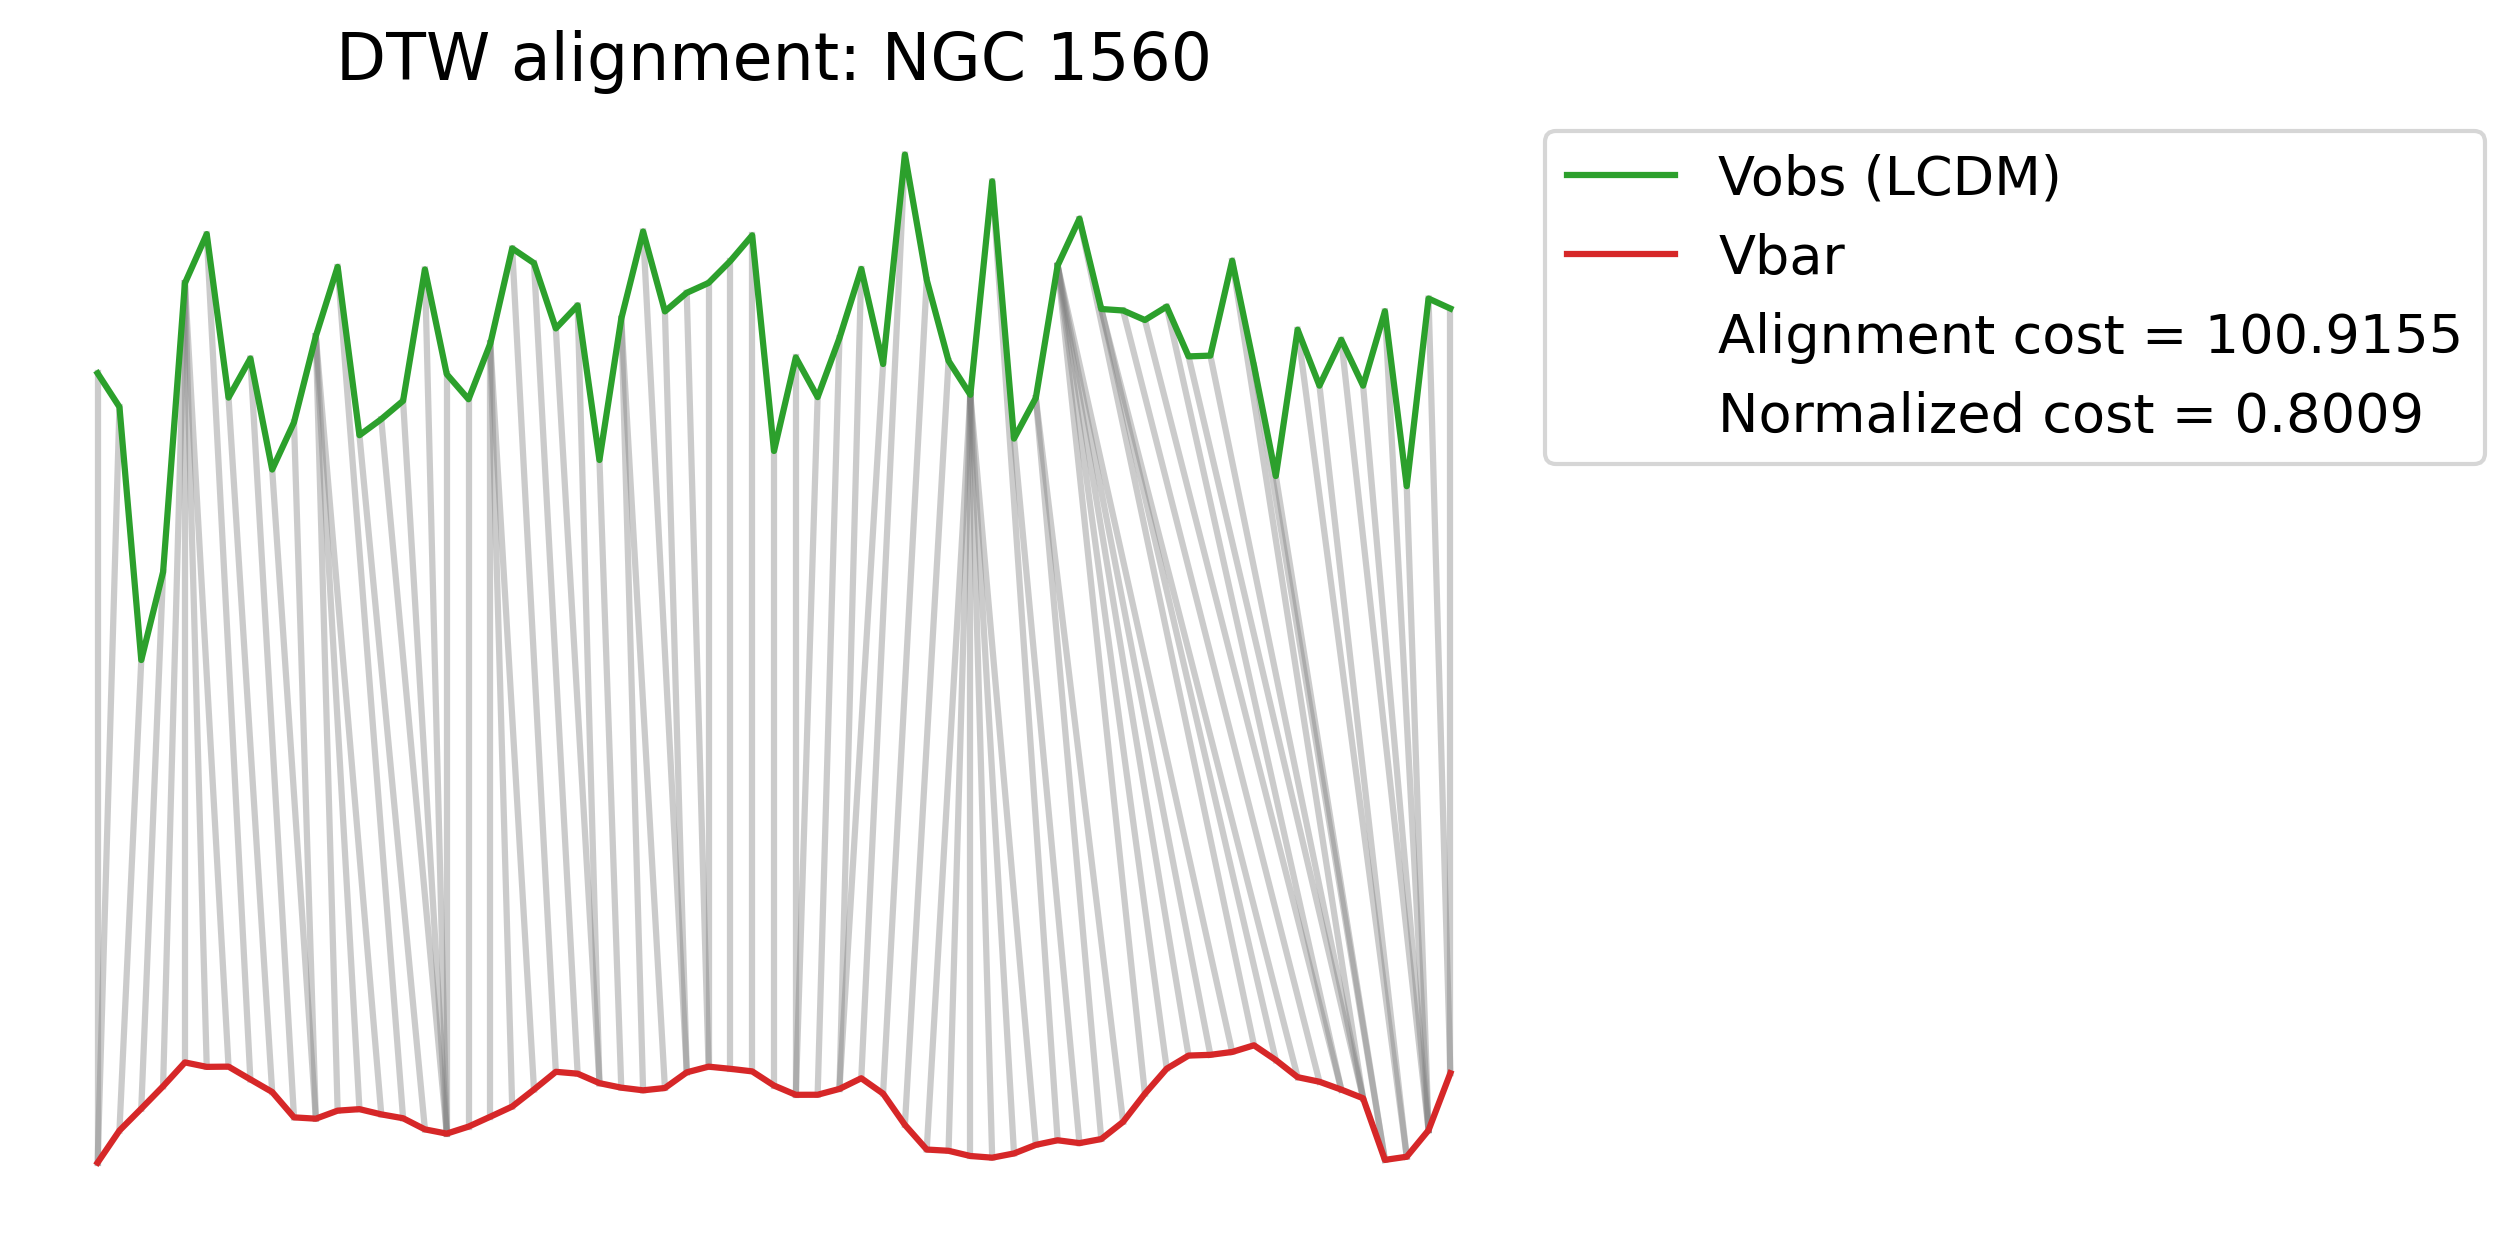 DTW alignment: NGC 1560
Vobs (LCDM)
Vbar
Alignment cost = 100.9155
Normalized cost = 0.8009